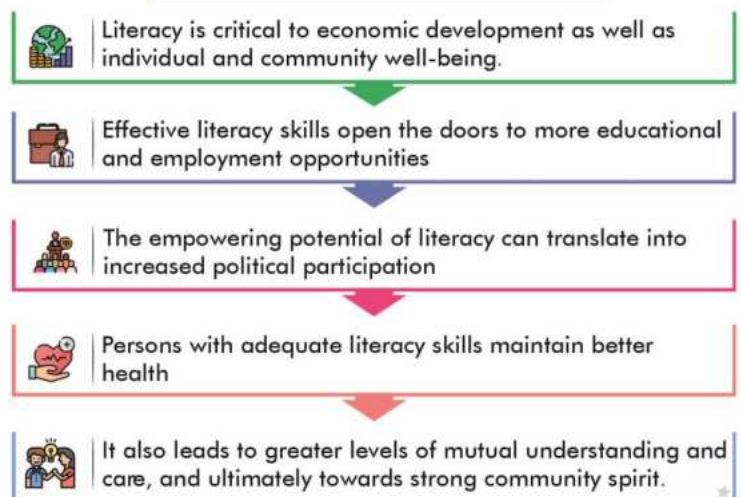 Literacy is critical to economic development as well as
individual and community well-being.
Effective literacy skills open the doors to more educational
and employment opportunities
The empowering potential of literacy can translate into
increased political participation
Persons with adequate literacy skills maintain better
health
It also leads to greater levels of mutual understanding and
care, and ultimately towards strong community spirit.